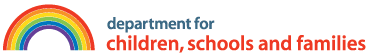 department for
children, schools and families